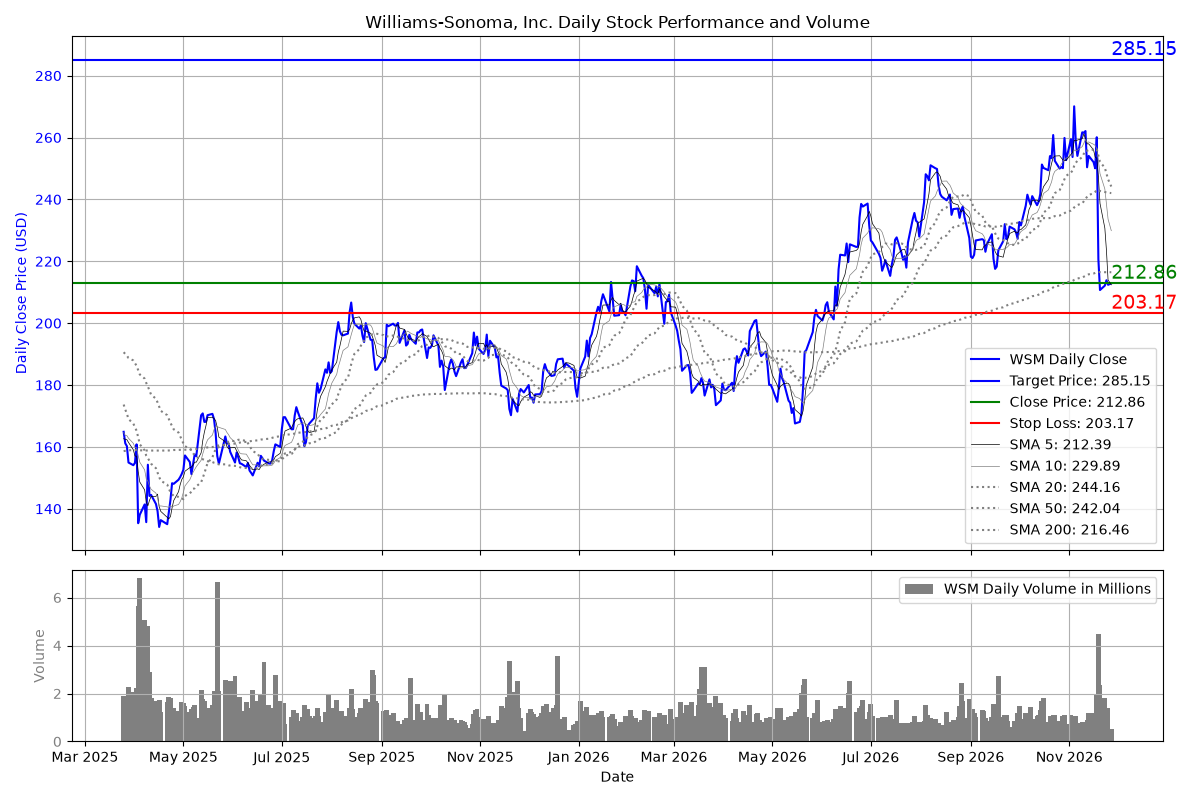 Williams-Sonoma, Inc. Daily Stock Performance and Volume
285.15
280
260
240
220
200
180
160
140
Daily Close Price (USD)
212.86
203.17
WSM Daily Close
Target Price: 285.15
Close Price: 212.86
Stop Loss: 203.17
SMA 5: 212.39
SMA 10: 229.89
SMA 20: 244.16
SMA 50: 242.04
SMA 200: 216.46
WSM Daily Volume in Millions
6
4
2
0
Volume
Mar 2025 May 2025 Jul 2025 Sep 2025 Nov 2025 Jan 2026 Mar 2026 May 2026 Jul 2026 Sep 2026 Nov 2026
Date